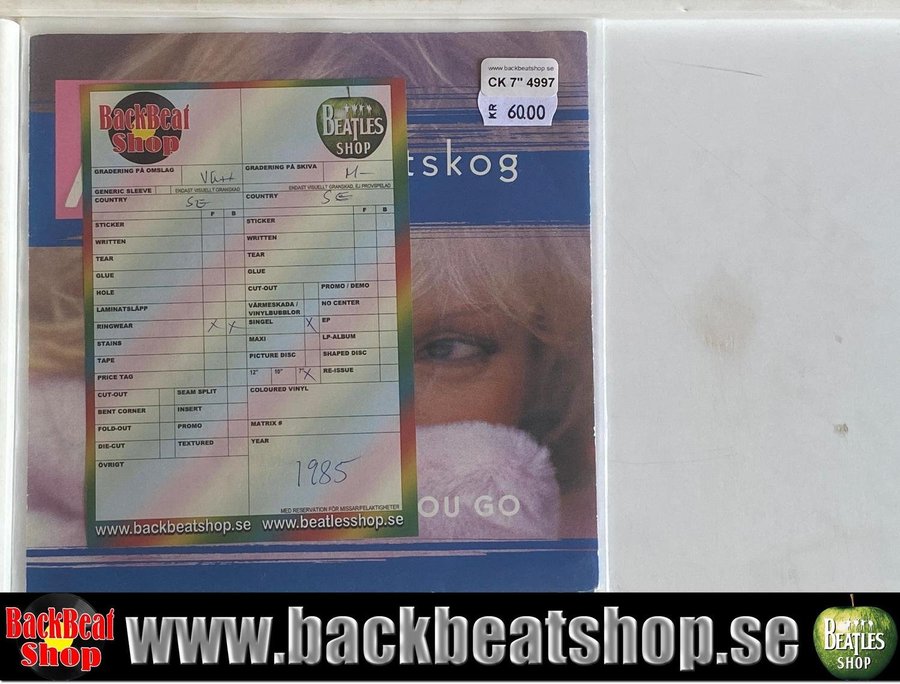 www.backbeatshop.se
CK 7" 4997
KR 60.00
tskog
BackBeat
Shop
BEATLES
SHOP
GRADERING PÅ OMSLAG
VG++
GRADERING PÅ SKIVA
M-
GENERIC SLEEVE
ENDAST VISUELLT GRANSKAD
ENDAST VISUELLT GRANSKAD, EJ PROVSPELAD
COUNTRY
SE
COUNTRY
SE
F B
F B
STICKER
STICKER
WRITTEN
WRITTEN
TEAR
TEAR
GLUE
GLUE
HOLE
CUT-OUT
PROMO / DEMO
LAMINATSLÄPP
VÄRMESKADA /
VINYLBUBBLOR
NO CENTER
RINGWEAR X X
SINGEL X
EP
STAINS
MAXI
LP-ALBUM
TAPE
PICTURE DISC
SHAPED DISC
PRICE TAG
12" 10" 7" X
RE-ISSUE
CUT-OUT
SEAM SPLIT
COLOURED VINYL
BENT CORNER
INSERT
FOLD-OUT
PROMO
MATRIX #
DIE-CUT
TEXTURED
YEAR
ÖVRIGT
1985
MED RESERVATION FÖR MISSAR/FELAKTIGHETER
www.backbeatshop.se www.beatlesshop.se
OU GO
BackBeat
Shop
www.backbeatshop.se
BEATLES
SHOP